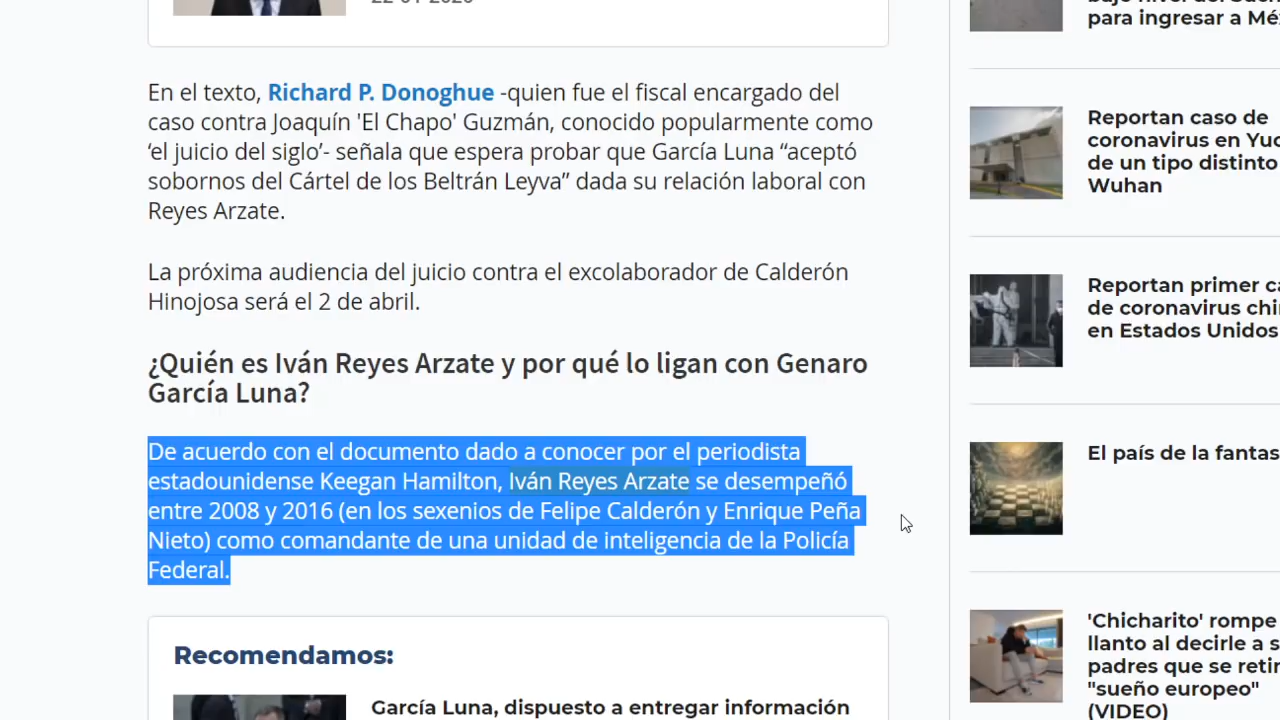 En el texto, Richard P. Donoghue -quien fue el fiscal encargado del
caso contra Joaquín 'El Chapo' Guzmán, conocido popularmente como
‘el juicio del siglo’- señala que espera probar que García Luna “aceptó
sobornos del Cártel de los Beltrán Leyva” dada su relación laboral con
Reyes Arzate.
La próxima audiencia del juicio contra el excolaborador de Calderón
Hinojosa será el 2 de abril.
¿Quién es Iván Reyes Arzate y por qué lo ligan con Genaro
García Luna?
De acuerdo con el documento dado a conocer por el periodista
estadounidense Keegan Hamilton, Iván Reyes Arzate se desempeñó
entre 2008 y 2016 (en los sexenios de Felipe Calderón y Enrique Peña
Nieto) como comandante de una unidad de inteligencia de la Policía
Federal.
Recomendamos:
García Luna, dispuesto a entregar información
para ingresar a
Reportan caso de
coronavirus en
de un tipo distinto
Wuhan
Reportan primer
de coronavirus
en Estados Unidos
El país de la
'Chicharito' rompe
llanto al decirle a
padres que se
"sueño europeo"
(VIDEO)